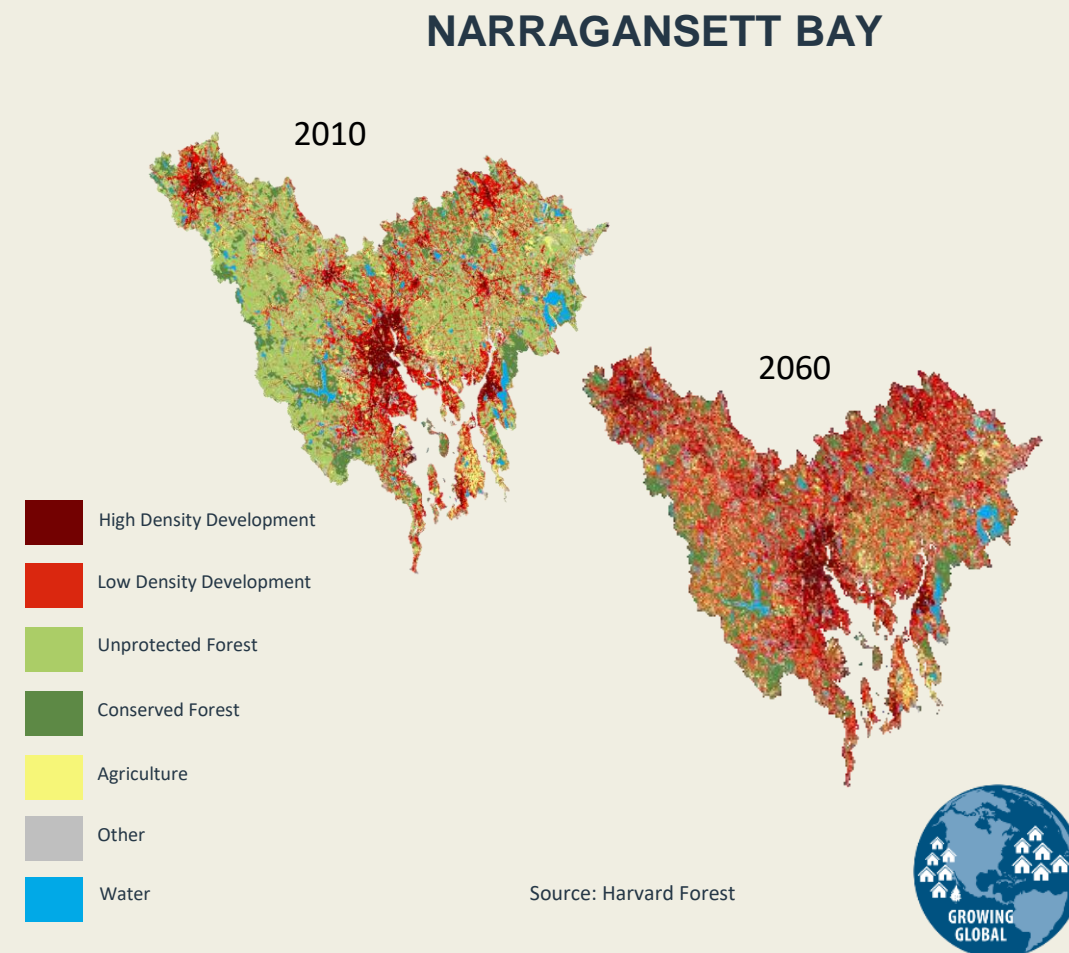 NARRAGANSETT BAY
2010
2060
High Density Development
Low Density Development
Unprotected Forest
Conserved Forest
Agriculture
Other
Water
Source: Harvard Forest
GROWING
GLOBAL